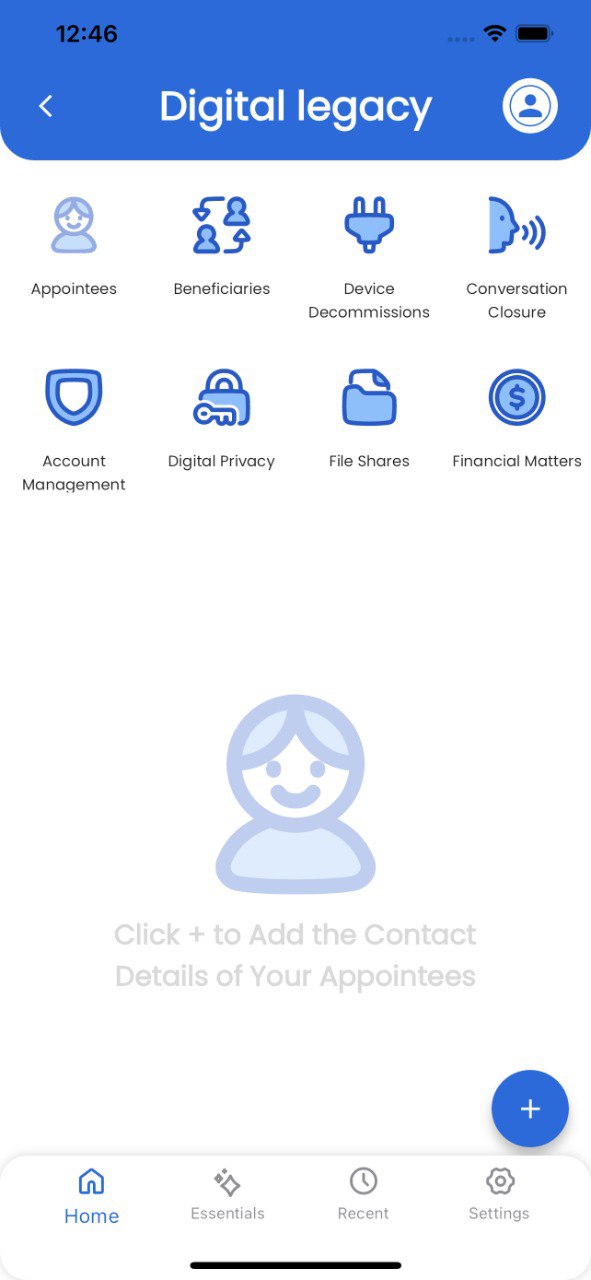 12:46
Digital legacy
Appointees
Beneficiaries
Device
Decommissions
Conversation
Closure
Account
Management
Digital Privacy
File Shares
Financial Matters
Click + to Add the Contact
Details of Your Appointees
+
Home
Essentials
Recent
Settings